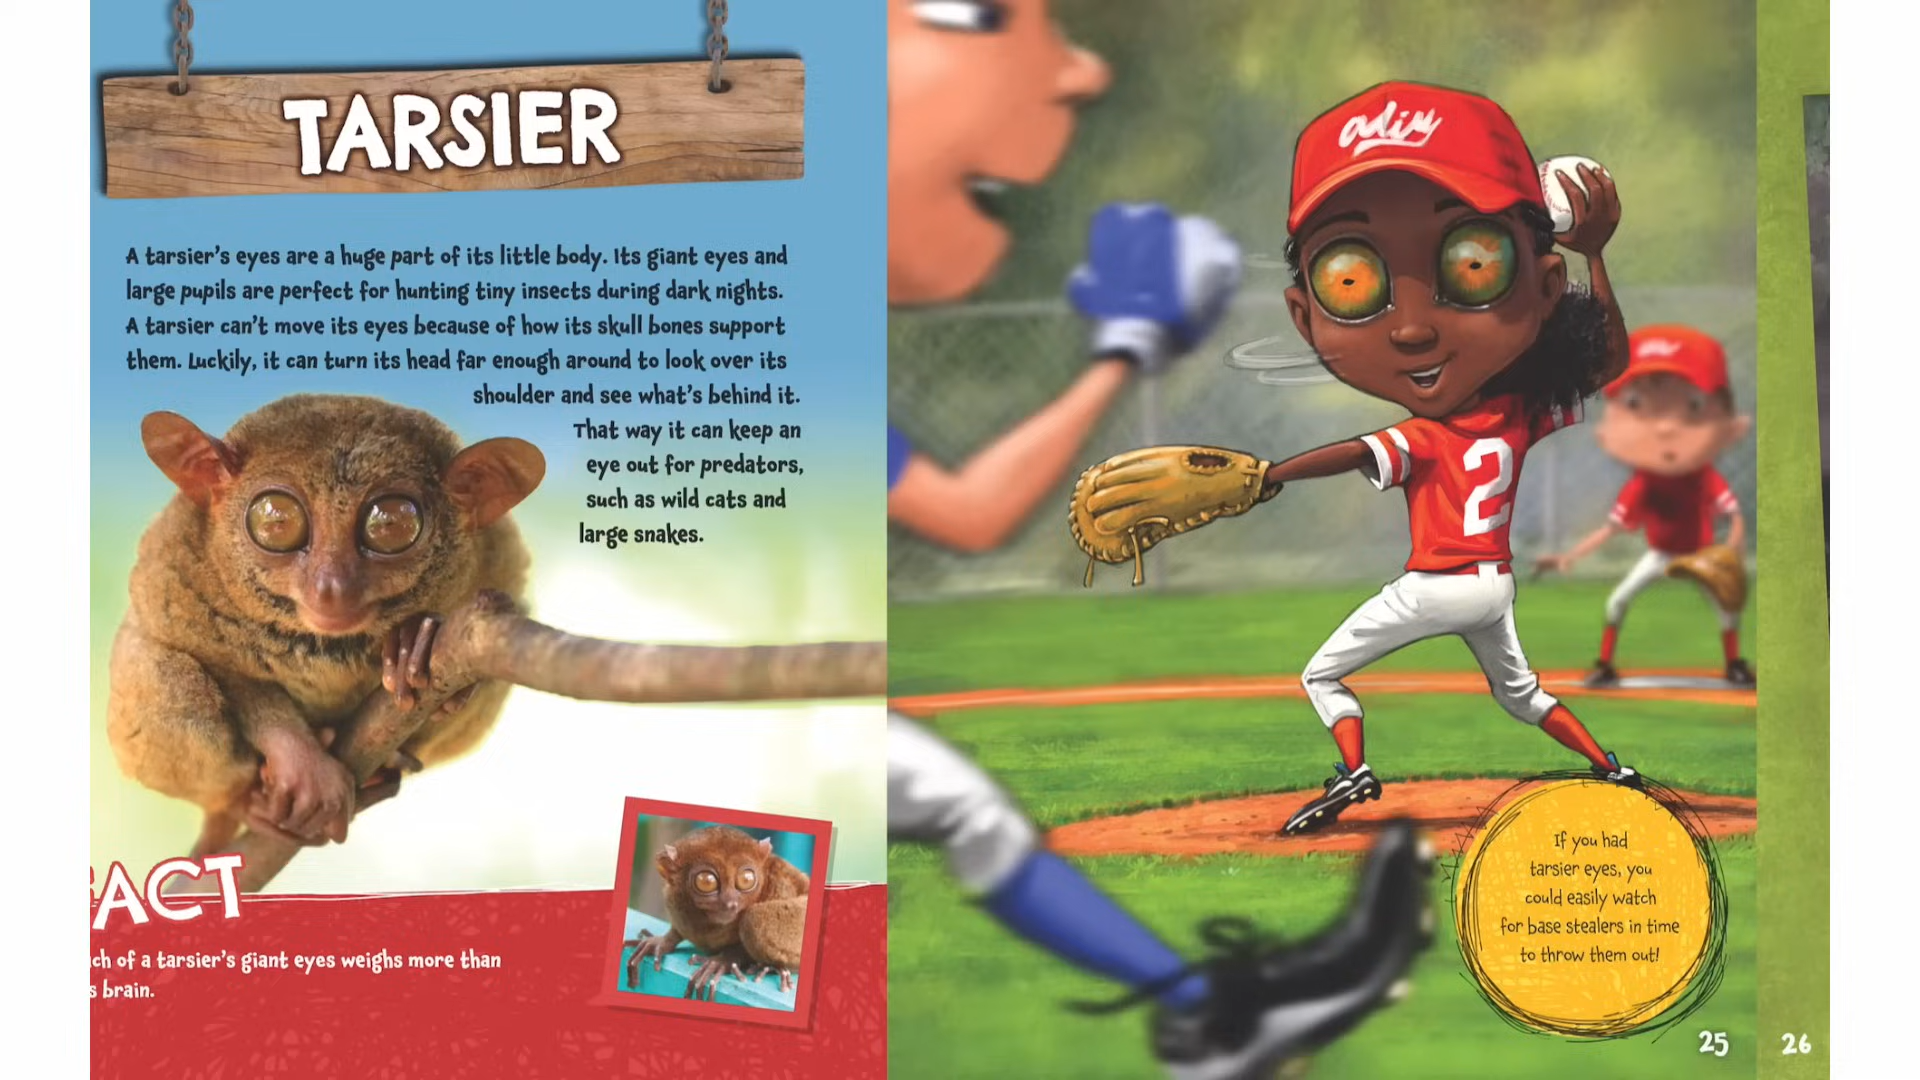 TARSIER
A tarsier's eyes are a huge part of its little body. Its giant eyes and
large pupils are perfect for hunting tiny insects during dark nights.
A tarsier can't move its eyes because of how its skull bones support
them. Luckily, it can turn its head far enough around to look over its
shoulder and see what's behind it.
That way it can keep an
eye out for predators,
such as wild cats and
large snakes.
ACT
ch of a tarsier's giant eyes weighs more than
s brain.
2
If you had
tarsier eyes, you
could easily watch
for base stealers in time
to throw them out!
25
26